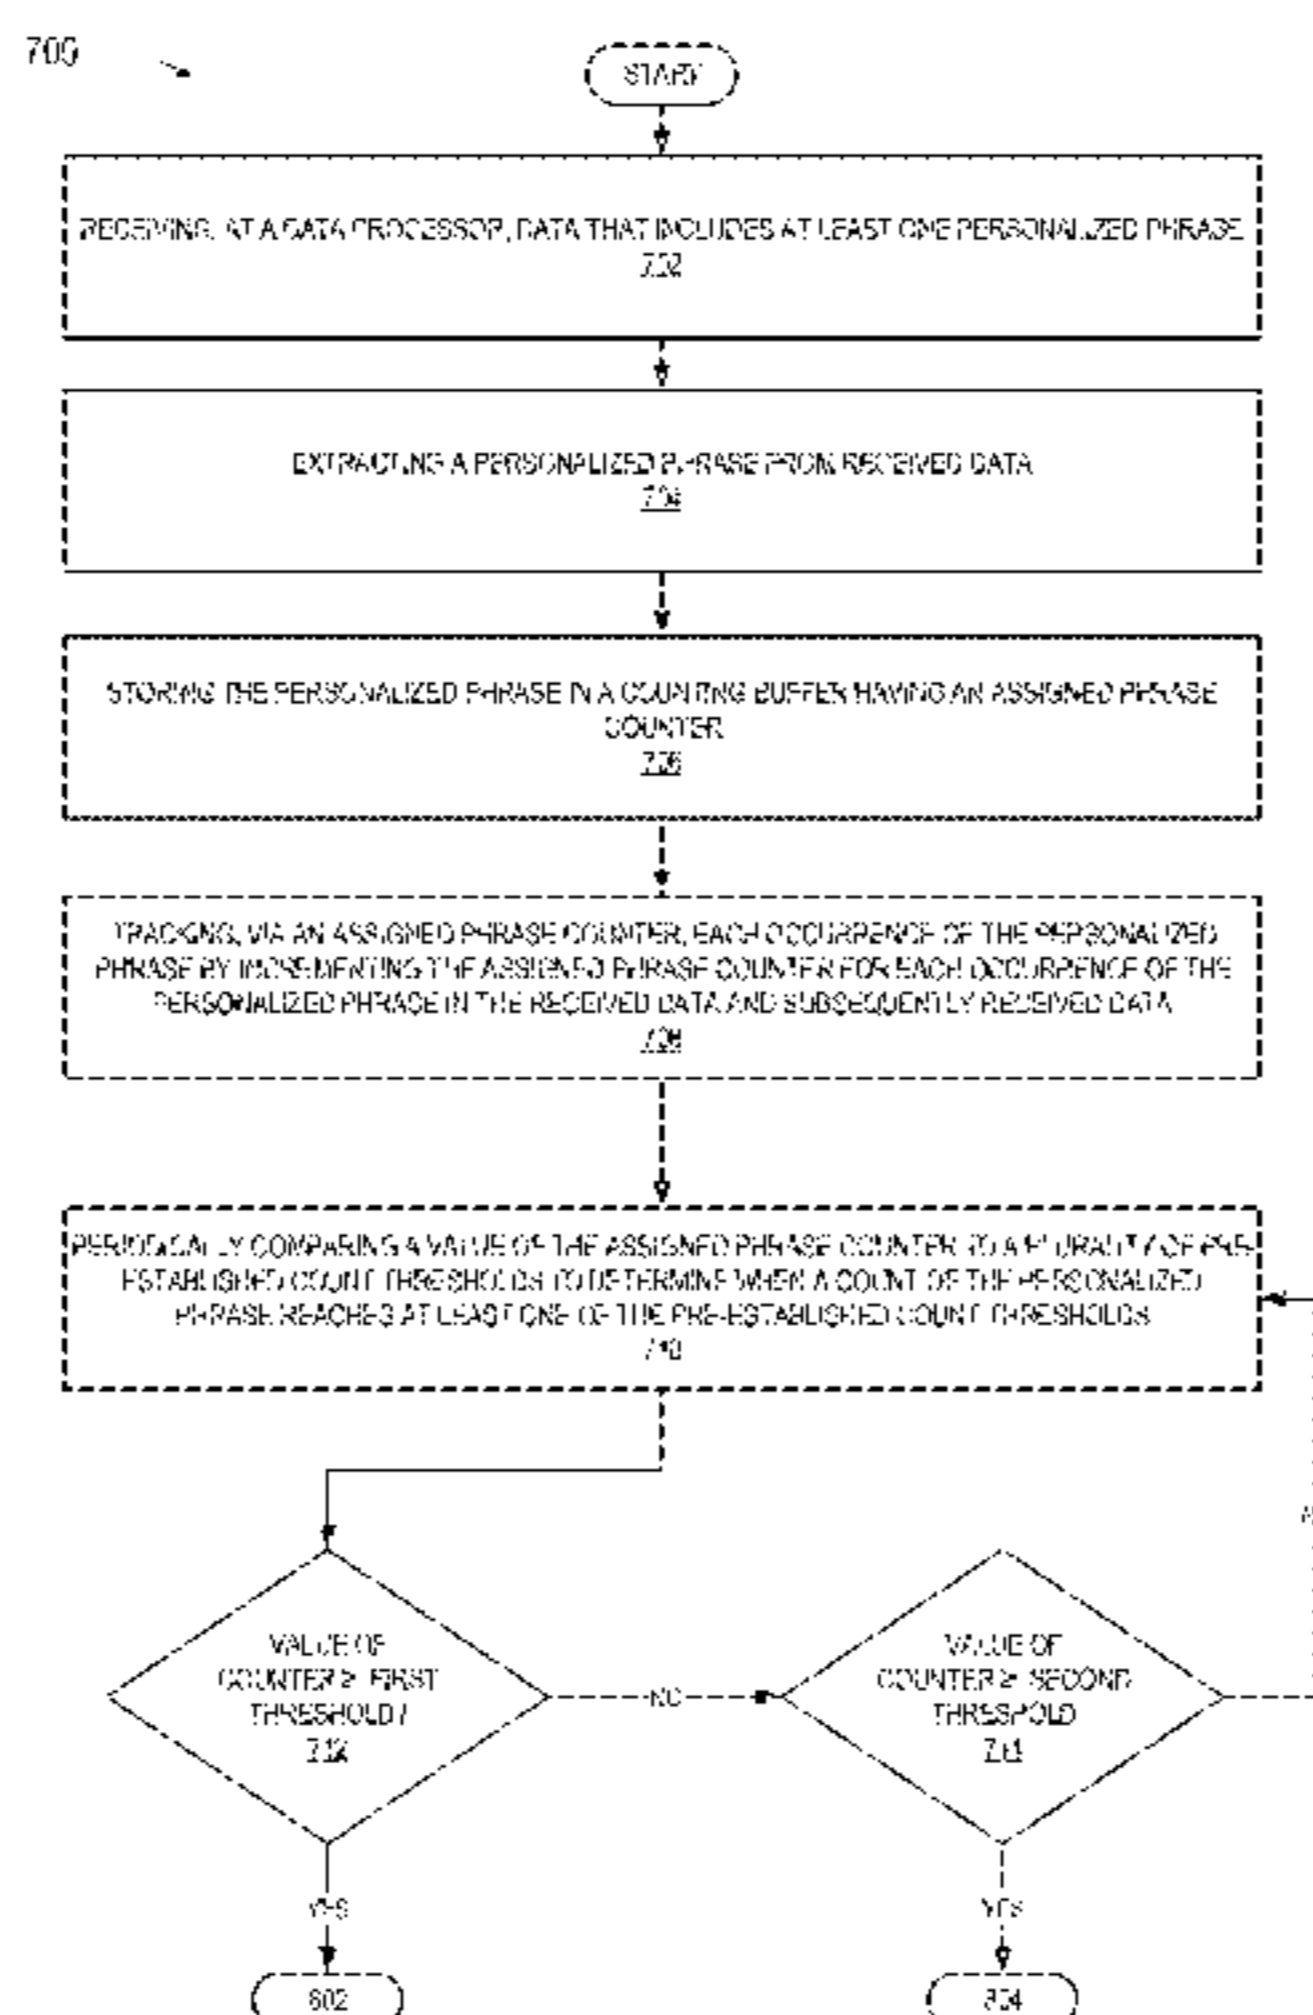 700
START
RECEIVING, AT A DATA PROCESSOR, DATA THAT INCLUDES AT LEAST ONE PERSONALIZED PHRASE
702
EXTRACTING A PERSONALIZED PHRASE FROM RECEIVED DATA
704
STORING THE PERSONALIZED PHRASE IN A COUNTING BUFFER HAVING AN ASSIGNED PHRASE
COUNTER
706
TRACKING, VIA AN ASSIGNED PHRASE COUNTER, EACH OCCURRENCE OF THE PERSONALIZED
PHRASE BY INCREMENTING THE ASSIGNED PHRASE COUNTER FOR EACH OCCURRENCE OF THE
PERSONALIZED PHRASE IN THE RECEIVED DATA AND SUBSEQUENTLY RECEIVED DATA
708
PERIODICALLY COMPARING A VALUE OF THE ASSIGNED PHRASE COUNTER TO A PLURALITY OF PRE-
ESTABLISHED COUNT THRESHOLDS TO DETERMINE WHEN A COUNT OF THE PERSONALIZED
PHRASE REACHES AT LEAST ONE OF THE PRE-ESTABLISHED COUNT THRESHOLDS
710
VALUE OF
COUNTER ≥ FIRST
THRESHOLD?
712
NO
VALUE OF
COUNTER ≥ SECOND
THRESHOLD
714
YES
YES
802
804